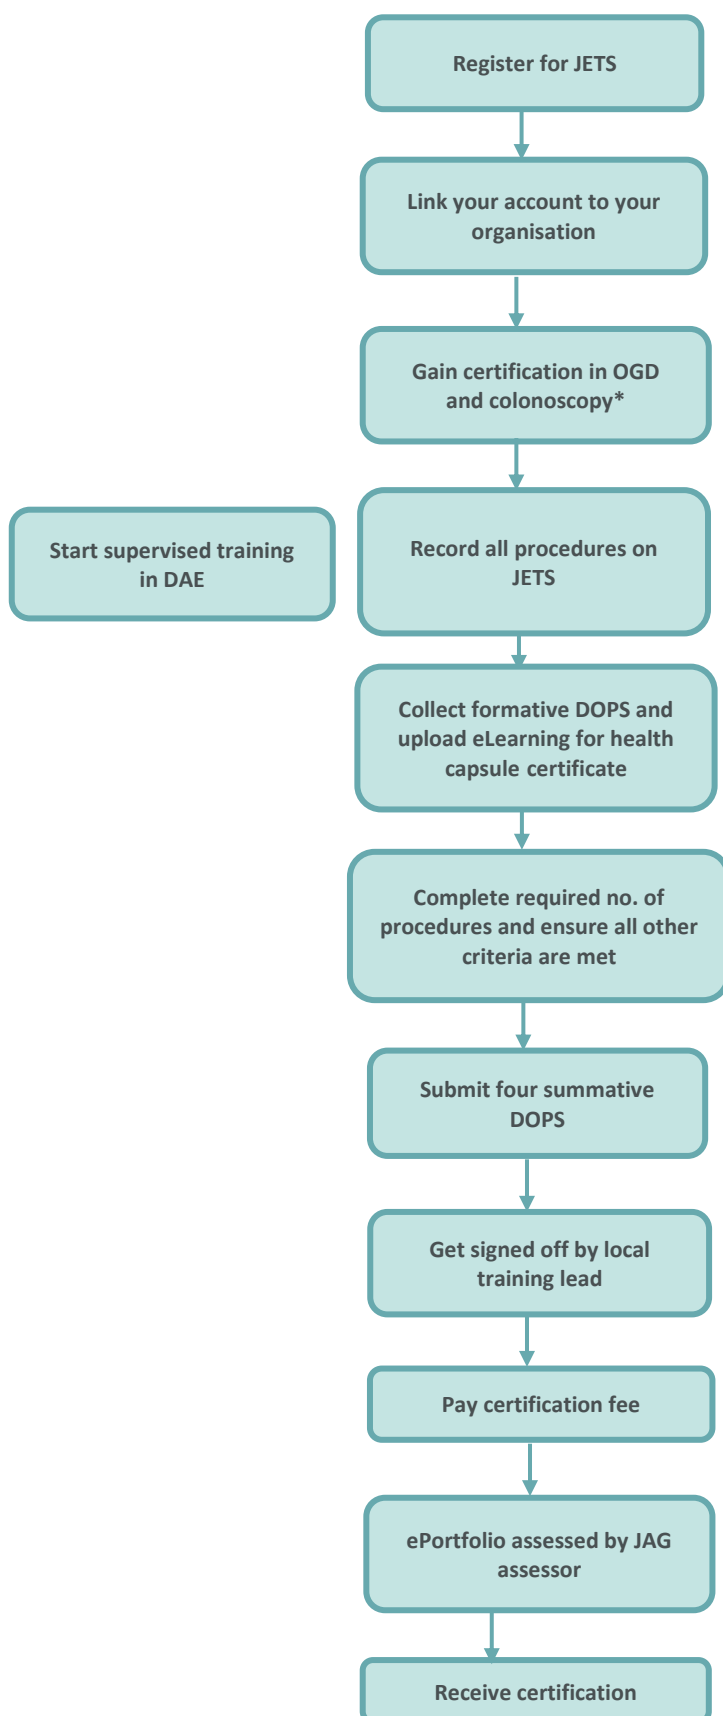 Register for JETS
Link your account to your
organisation
Gain certification in OGD
and colonoscopy*
Start supervised training
in DAE
Record all procedures on
JETS
Collect formative DOPS and
upload eLearning for health
capsule certificate
Complete required no. of
procedures and ensure all other
criteria are met
Submit four summative
DOPS
Get signed off by local
training lead
Pay certification fee
ePortfolio assessed by JAG
assessor
Receive certification